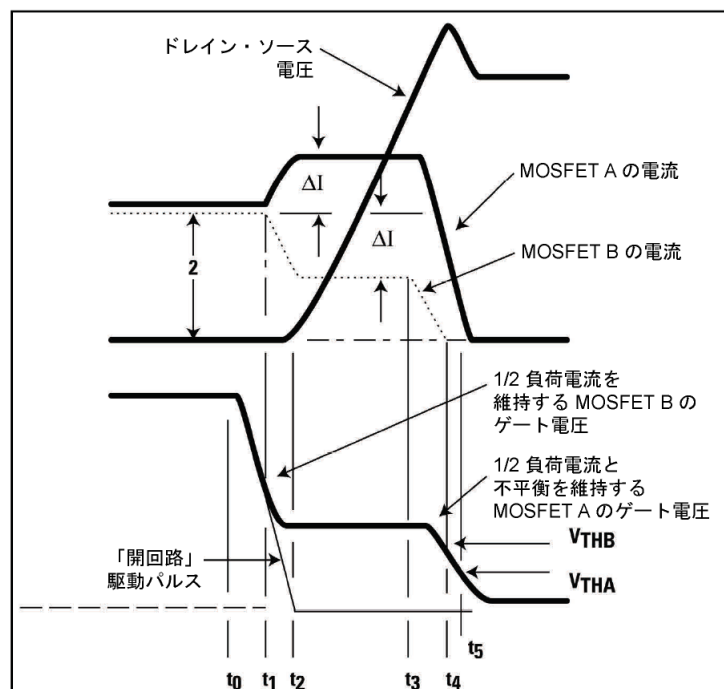 ドレイン・ソース
電圧
ΔI
MOSFET A の電流
ΔI
MOSFET B の電流
2
1/2 負荷電流を
維持する MOSFET B の
ゲート電圧
1/2 負荷電流と
不平衡を維持する
MOSFET A のゲート電圧
VTHB
「開回路」
駆動パルス
VTHA
t0 t1 t2 t3 t4 t5